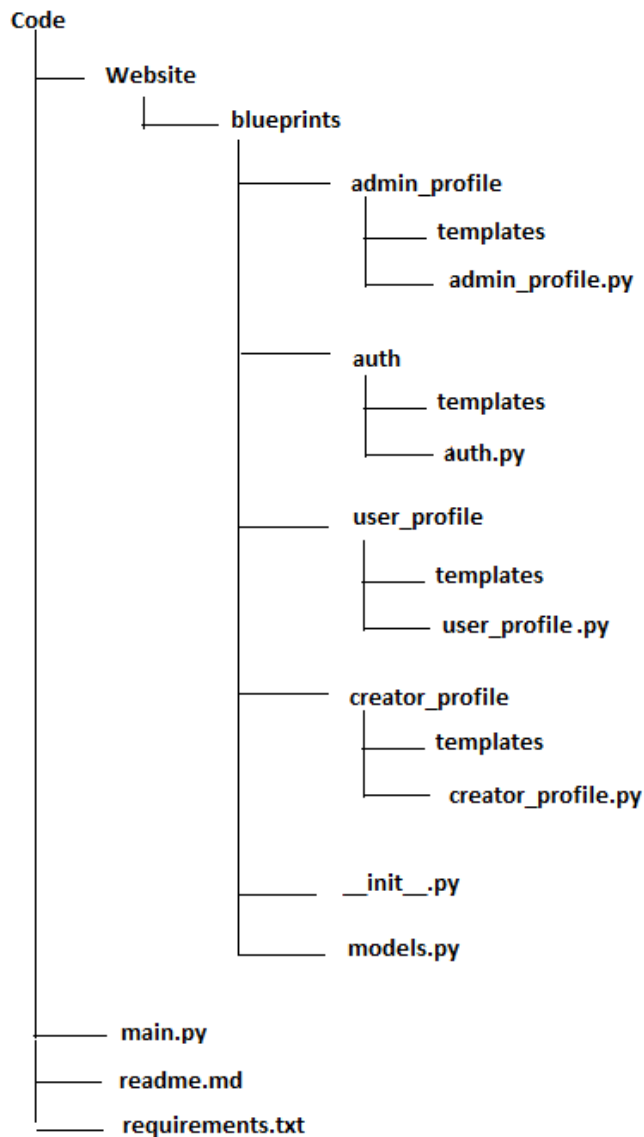 Code
Website
blueprints
admin_profile
templates
admin_profile.py
auth
templates
auth.py
user_profile
templates
user_profile.py
creator_profile
templates
creator_profile.py
__init__.py
models.py
main.py
readme.md
requirements.txt